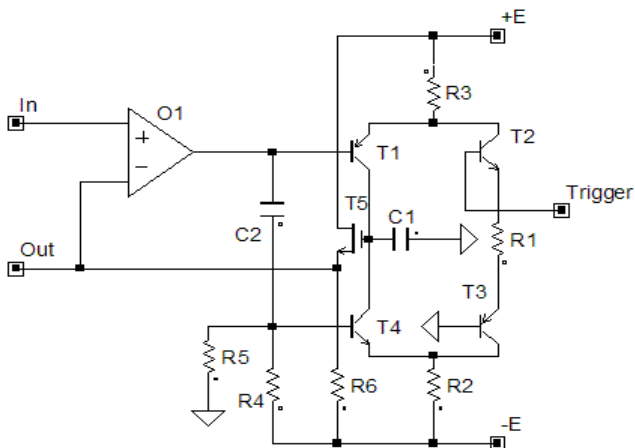 +E
R3
In
O1
+
−
T1
T2
Trigger
T5
C1
C2
R1
T3
T4
R5
R4
R6
R2
Out
-E